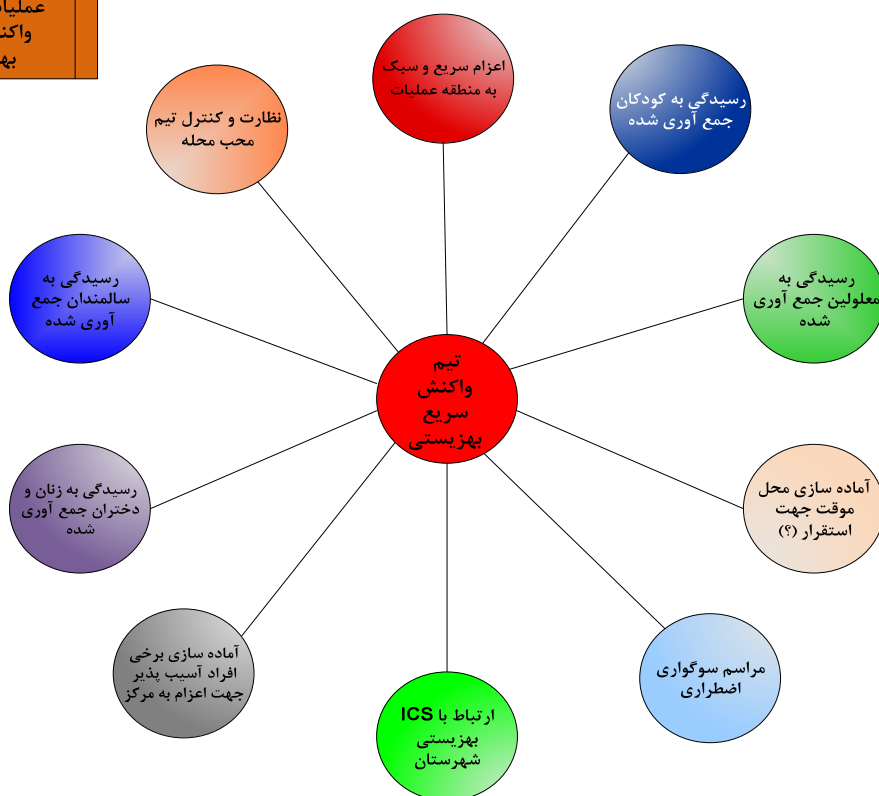 اعزام سریع و سبک
به منطقه عملیات
رسیدگی به کودکان
جمع آوری شده
نظارت و کنترل تیم
محب محله
رسیدگی به
سالمندان جمع
آوری شده
رسیدگی به
معلولین جمع آوری
شده
تیم
واکنش
سریع
بهزیستی
رسیدگی به زنان و
دختران جمع آوری
شده
آماده سازی محل
موقت جهت
استقرار (؟)
آماده سازی برخی
افراد آسیب پذیر
جهت اعزام به مرکز
مراسم سوگواری
اضطراری
ارتباط با ICS
بهزیستی
شهرستان